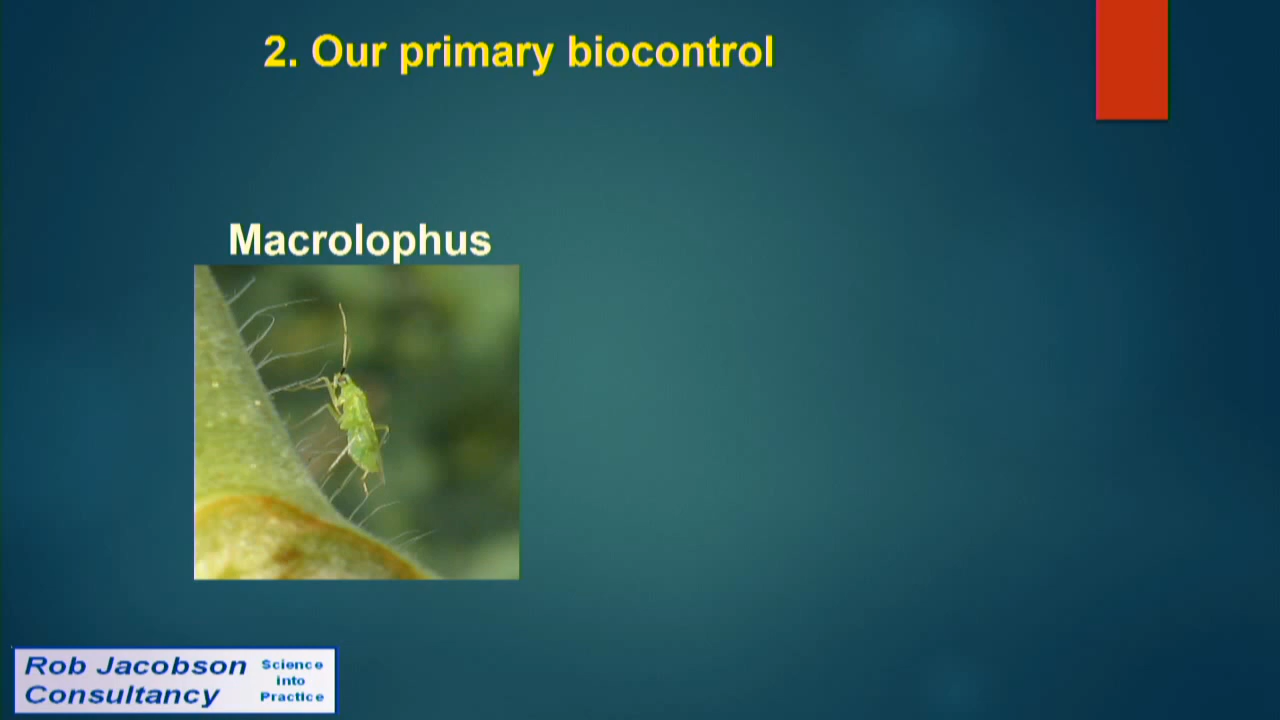 2. Our primary biocontrol
Macrolophus
Rob Jacobson
Consultancy
Science
into
Practice